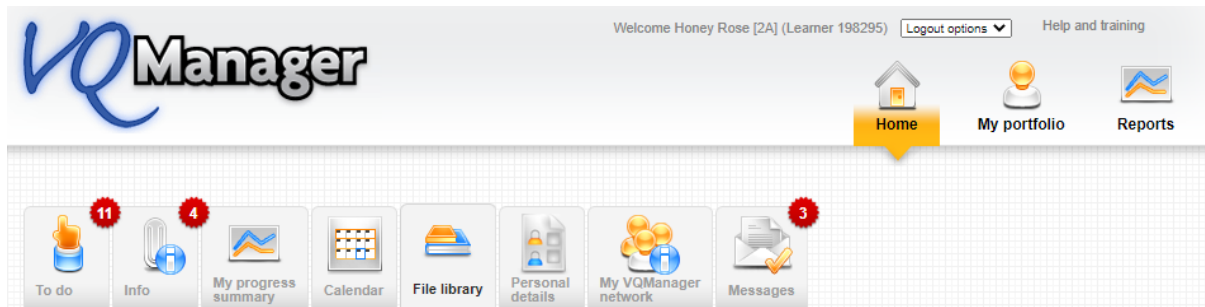 Welcome Honey Rose [2A] (Learner 198295) Logout options Help and training
VQManager
Home My portfolio Reports
11 4 3
To do Info My progress summary Calendar File library Personal details My VQManager network Messages